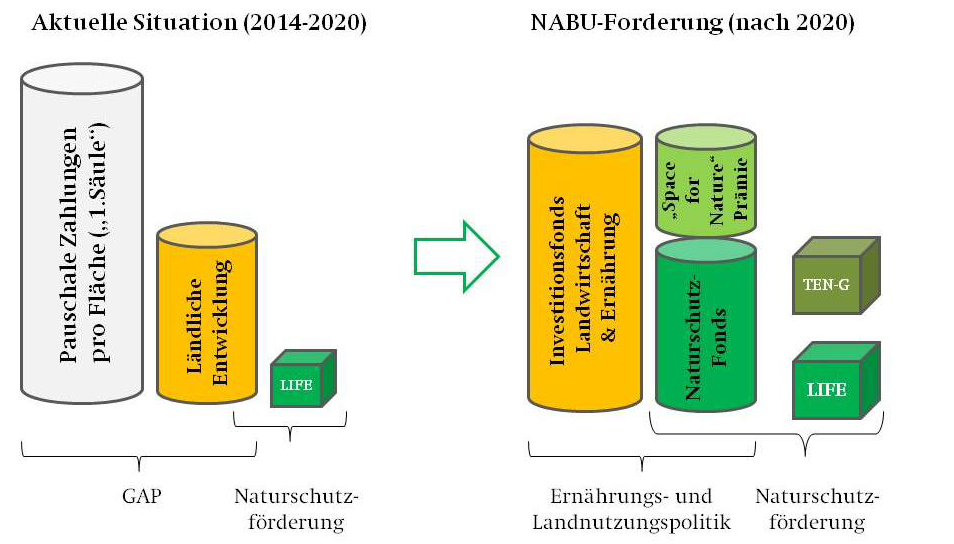 Aktuelle Situation (2014-2020)
Pauschale Zahlungen
pro Fläche („1.Säule“)
Ländliche
Entwicklung
LIFE
GAP
Naturschutz-
förderung
NABU-Forderung (nach 2020)
Investitionsfonds
Landwirtschaft
& Ernährung
„Space
for
Nature“
Prämie
Naturschutz-
Fonds
TEN-G
LIFE
Ernährungs- und
Landnutzungspolitik
Naturschutz-
förderung